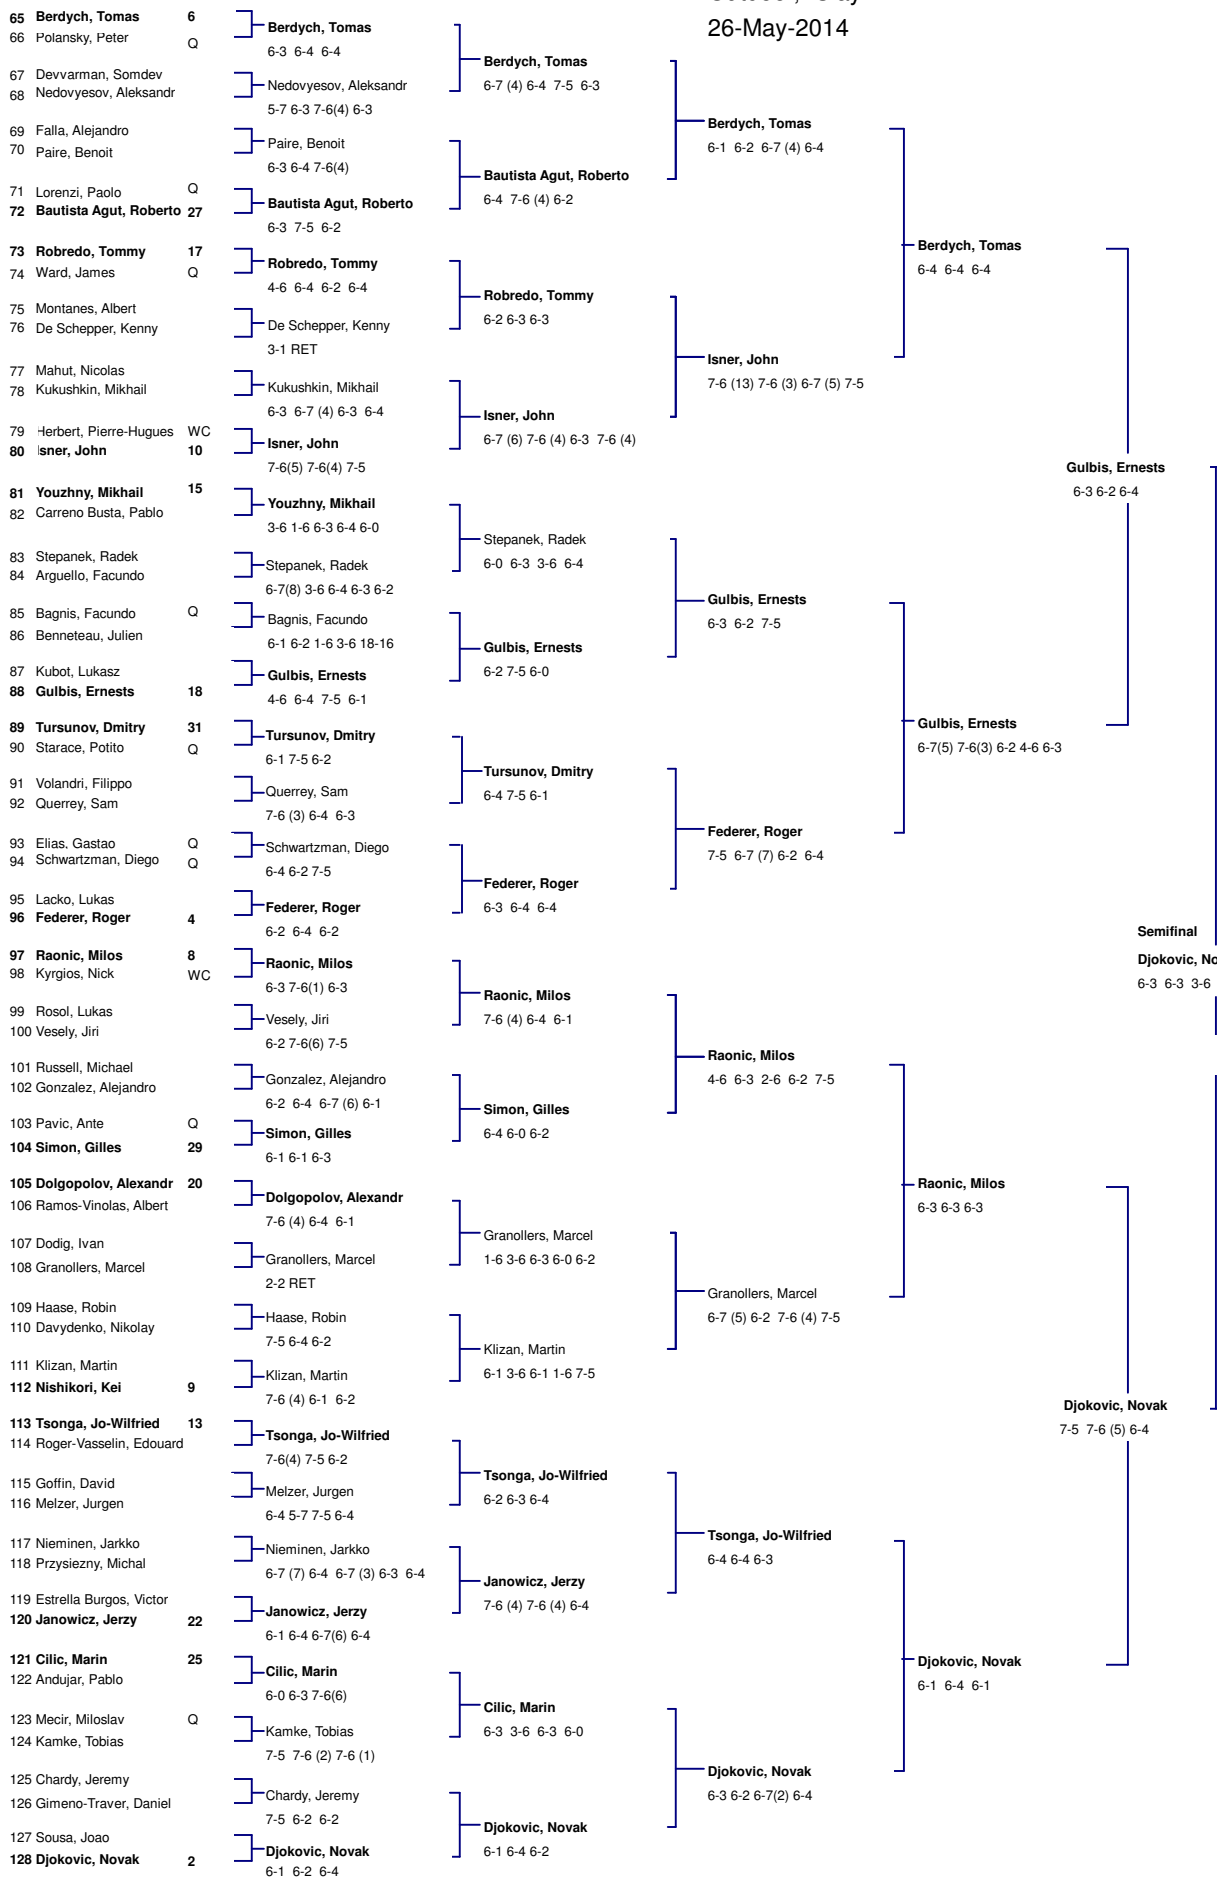 26-May-2014
65 Berdych, Tomas 6
66 Polansky, Peter Q
67 Devvarman, Somdev
68 Nedovyesov, Aleksandr
69 Falla, Alejandro
70 Paire, Benoit
71 Lorenzi, Paolo Q
72 Bautista Agut, Roberto 27
73 Robredo, Tommy 17
74 Ward, James Q
75 Montanes, Albert
76 De Schepper, Kenny
77 Mahut, Nicolas
78 Kukushkin, Mikhail
79 Herbert, Pierre-Hugues WC
80 Isner, John 10
81 Youzhny, Mikhail 15
82 Carreno Busta, Pablo
83 Stepanek, Radek
84 Arguello, Facundo
85 Bagnis, Facundo Q
86 Benneteau, Julien
87 Kubot, Lukasz
88 Gulbis, Ernests 18
89 Tursunov, Dmitry 31
90 Starace, Potito Q
91 Volandri, Filippo
92 Querrey, Sam
93 Elias, Gastao Q
94 Schwartzman, Diego Q
95 Lacko, Lukas
96 Federer, Roger 4
97 Raonic, Milos 8
98 Kyrgios, Nick WC
99 Rosol, Lukas
100 Vesely, Jiri
101 Russell, Michael
102 Gonzalez, Alejandro
103 Pavic, Ante Q
104 Simon, Gilles 29
105 Dolgopolov, Alexandr 20
106 Ramos-Vinolas, Albert
107 Dodig, Ivan
108 Granollers, Marcel
109 Haase, Robin
110 Davydenko, Nikolay
111 Klizan, Martin
112 Nishikori, Kei 9
113 Tsonga, Jo-Wilfried 13
114 Roger-Vasselin, Edouard
115 Goffin, David
116 Melzer, Jurgen
117 Nieminen, Jarkko
118 Przysiezny, Michal
119 Estrella Burgos, Victor
120 Janowicz, Jerzy 22
121 Cilic, Marin 25
122 Andujar, Pablo
123 Mecir, Miloslav Q
124 Kamke, Tobias
125 Chardy, Jeremy
126 Gimeno-Traver, Daniel
127 Sousa, Joao
128 Djokovic, Novak 2
Berdych, Tomas
6-3 6-4 6-4
Nedovyesov, Aleksandr
5-7 6-3 7-6(4) 6-3
Paire, Benoit
6-3 6-4 7-6(4)
Bautista Agut, Roberto
6-3 7-5 6-2
Robredo, Tommy
4-6 6-4 6-2 6-4
De Schepper, Kenny
3-1 RET
Kukushkin, Mikhail
6-3 6-7 (4) 6-3 6-4
Isner, John
7-6(5) 7-6(4) 7-5
Youzhny, Mikhail
3-6 1-6 6-3 6-4 6-0
Stepanek, Radek
6-7(8) 3-6 6-4 6-3 6-2
Bagnis, Facundo
6-1 6-2 1-6 3-6 18-16
Gulbis, Ernests
4-6 6-4 7-5 6-1
Tursunov, Dmitry
6-1 7-5 6-2
Querrey, Sam
7-6 (3) 6-4 6-3
Schwartzman, Diego
6-4 6-2 7-5
Federer, Roger
6-2 6-4 6-2
Raonic, Milos
6-3 7-6(1) 6-3
Vesely, Jiri
6-2 7-6(6) 7-5
Gonzalez, Alejandro
6-2 6-4 6-7 (6) 6-1
Simon, Gilles
6-1 6-1 6-3
Dolgopolov, Alexandr
7-6 (4) 6-4 6-1
Granollers, Marcel
2-2 RET
Haase, Robin
7-5 6-4 6-2
Klizan, Martin
7-6 (4) 6-1 6-2
Tsonga, Jo-Wilfried
7-6(4) 7-5 6-2
Melzer, Jurgen
6-4 5-7 7-5 6-4
Nieminen, Jarkko
6-7 (7) 6-4 6-7 (3) 6-3 6-4
Janowicz, Jerzy
6-1 6-4 6-7(6) 6-4
Cilic, Marin
6-0 6-3 7-6(6)
Kamke, Tobias
7-5 7-6 (2) 7-6 (1)
Chardy, Jeremy
7-5 6-2 6-2
Djokovic, Novak
6-1 6-2 6-4
Berdych, Tomas
6-7 (4) 6-4 7-5 6-3
Bautista Agut, Roberto
6-4 7-6 (4) 6-2
Robredo, Tommy
6-2 6-3 6-3
Isner, John
6-7 (6) 7-6 (4) 6-3 7-6 (4)
Stepanek, Radek
6-0 6-3 3-6 6-4
Gulbis, Ernests
6-2 7-5 6-0
Tursunov, Dmitry
6-4 7-5 6-1
Federer, Roger
6-3 6-4 6-4
Raonic, Milos
7-6 (4) 6-4 6-1
Simon, Gilles
6-4 6-0 6-2
Granollers, Marcel
1-6 3-6 6-3 6-0 6-2
Klizan, Martin
6-1 3-6 6-1 1-6 7-5
Tsonga, Jo-Wilfried
6-2 6-3 6-4
Janowicz, Jerzy
7-6 (4) 7-6 (4) 6-4
Cilic, Marin
6-3 3-6 6-3 6-0
Djokovic, Novak
6-1 6-4 6-2
Berdych, Tomas
6-1 6-2 6-7 (4) 6-4
Isner, John
7-6 (13) 7-6 (3) 6-7 (5) 7-5
Gulbis, Ernests
6-3 6-2 7-5
Federer, Roger
7-5 6-7 (7) 6-2 6-4
Raonic, Milos
4-6 6-3 2-6 6-2 7-5
Granollers, Marcel
6-7 (5) 6-2 7-6 (4) 7-5
Tsonga, Jo-Wilfried
6-4 6-4 6-3
Djokovic, Novak
6-3 6-2 6-7(2) 6-4
Berdych, Tomas
6-4 6-4 6-4
Gulbis, Ernests
6-7(5) 7-6(3) 6-2 4-6 6-3
Raonic, Milos
6-3 6-3 6-3
Djokovic, Novak
6-1 6-4 6-1
Gulbis, Ernests
6-3 6-2 6-4
Djokovic, Novak
7-5 7-6 (5) 6-4
Semifinal
Djokovic, No
6-3 6-3 3-6